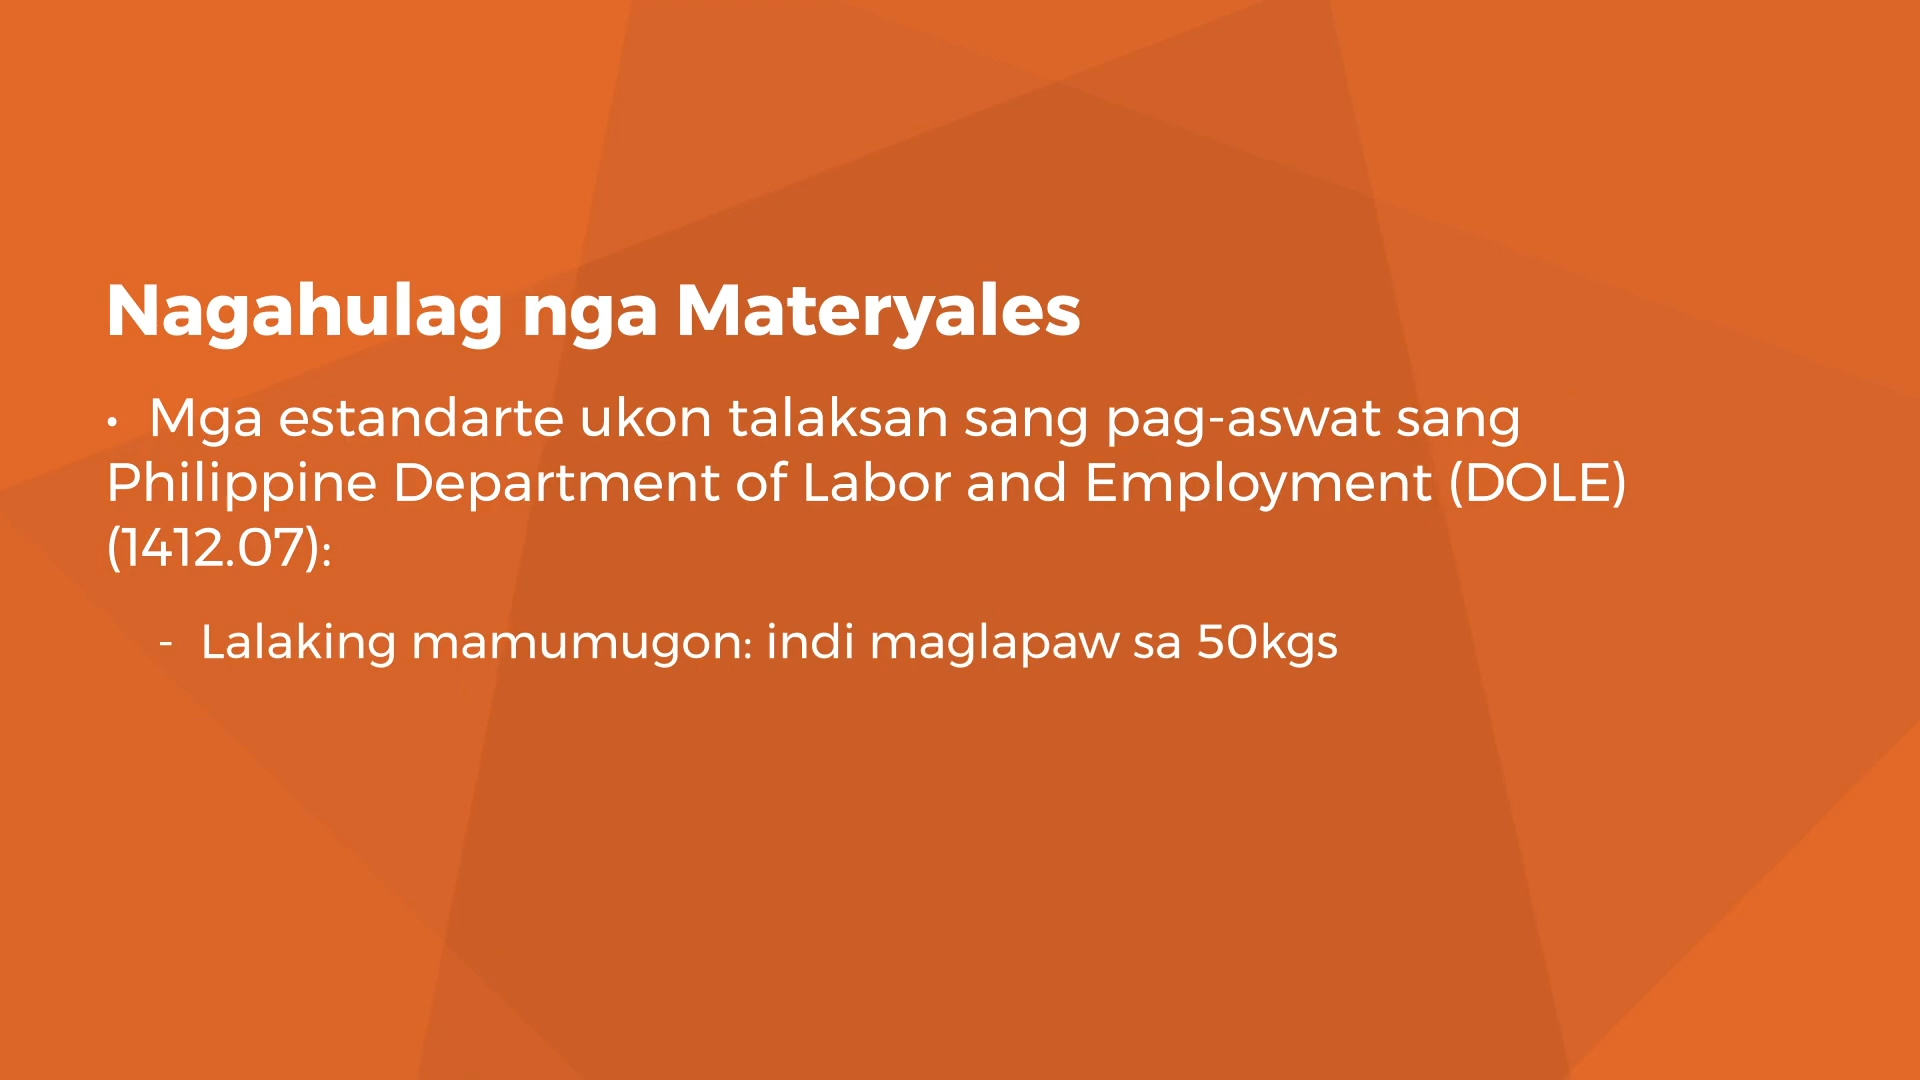 Nagahulag nga Materyales
• Mga estandarte ukon talaksan sang pag-aswat sang
Philippine Department of Labor and Employment (DOLE)
(1412.07):
- Lalaking mamumugon: indi maglapaw sa 50kgs